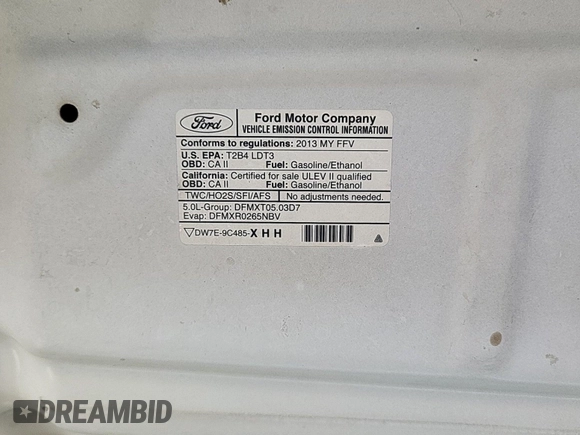 Ford
Ford Motor Company
VEHICLE EMISSION CONTROL INFORMATION
Conforms to regulations: 2013 MY FFV
U.S. EPA: T2B4 LDT3
OBD: CA II Fuel: Gasoline/Ethanol
California: Certified for sale ULEV II qualified
OBD: CA II Fuel: Gasoline/Ethanol
TWC/HO2S/SFI/AFS No adjustments needed.
5.0L-Group: DFMXT05.03D7
Evap: DFMXR0265NBV
DW7E-9C485-XHH
DREAMBID